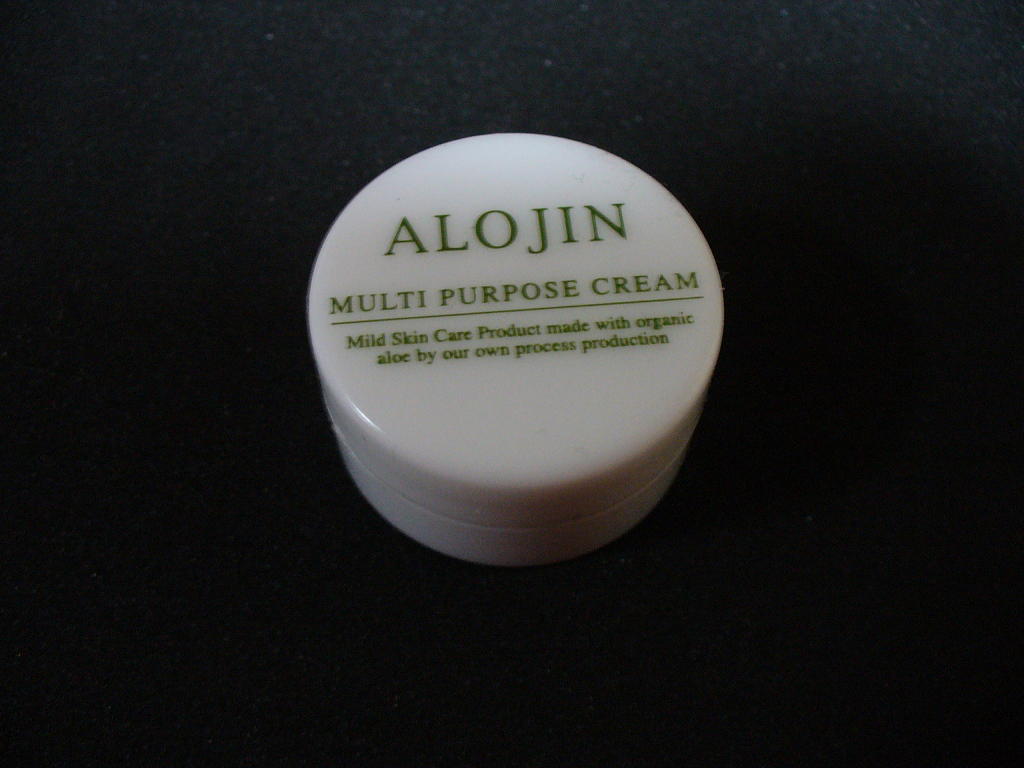 ALOJIN
MULTI PURPOSE CREAM
Mild Skin Care Product made with organic
aloe by our own process production